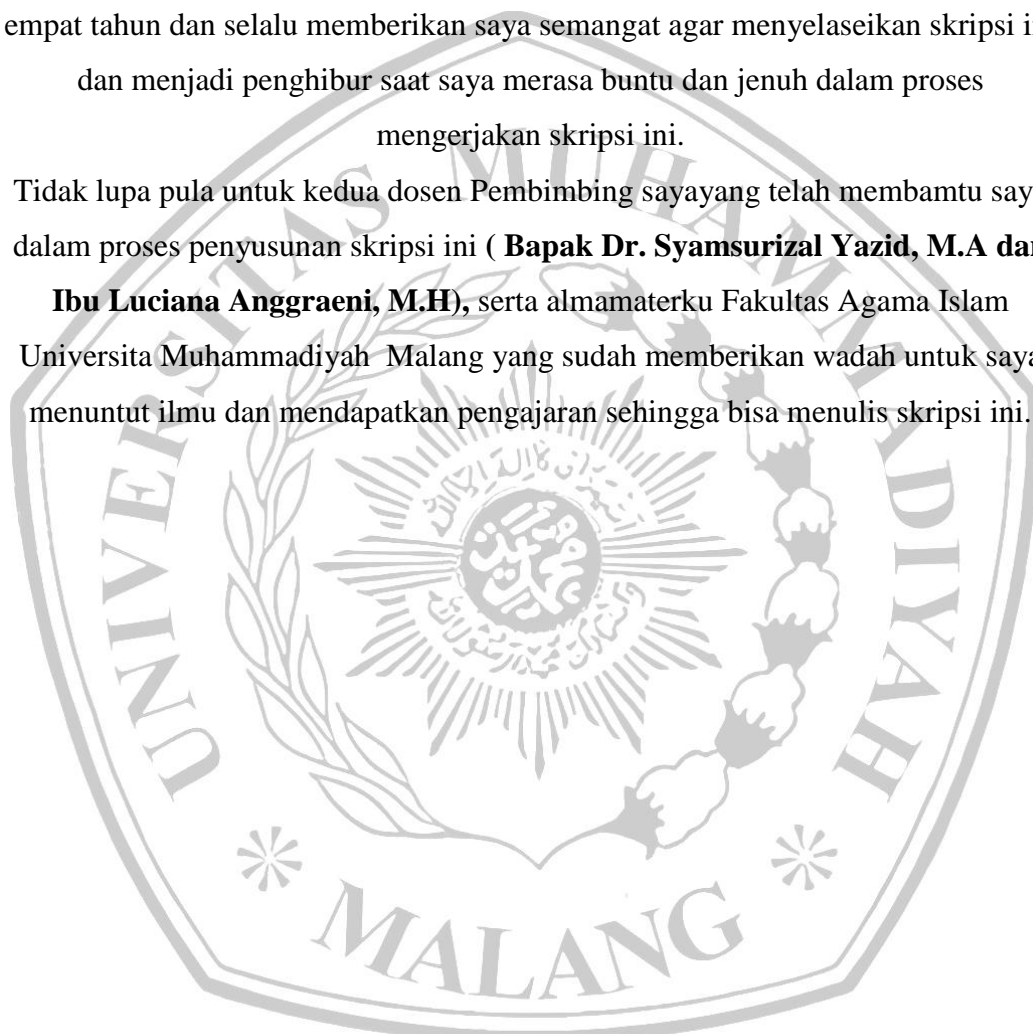 empat tahun dan selalu memberikan saya semangat agar menyelaseikan skripsi
dan menjadi penghibur saat saya merasa buntu dan jenuh dalam proses
mengerjakan skripsi ini.
Tidak lupa pula untuk kedua dosen Pembimbing sayayang telah membamtu
dalam proses penyusunan skripsi ini ( Bapak Dr. Syamsurizal Yazid, M.A
Ibu Luciana Anggraeni, M.H), serta almamaterku Fakultas Agama Islam
Universita Muhammadiyah Malang yang sudah memberikan wadah untuk saya
menuntut ilmu dan mendapatkan pengajaran sehingga bisa menulis skripsi ini.
UNIVERSITAS MUHAMMADIYAH
MALANG